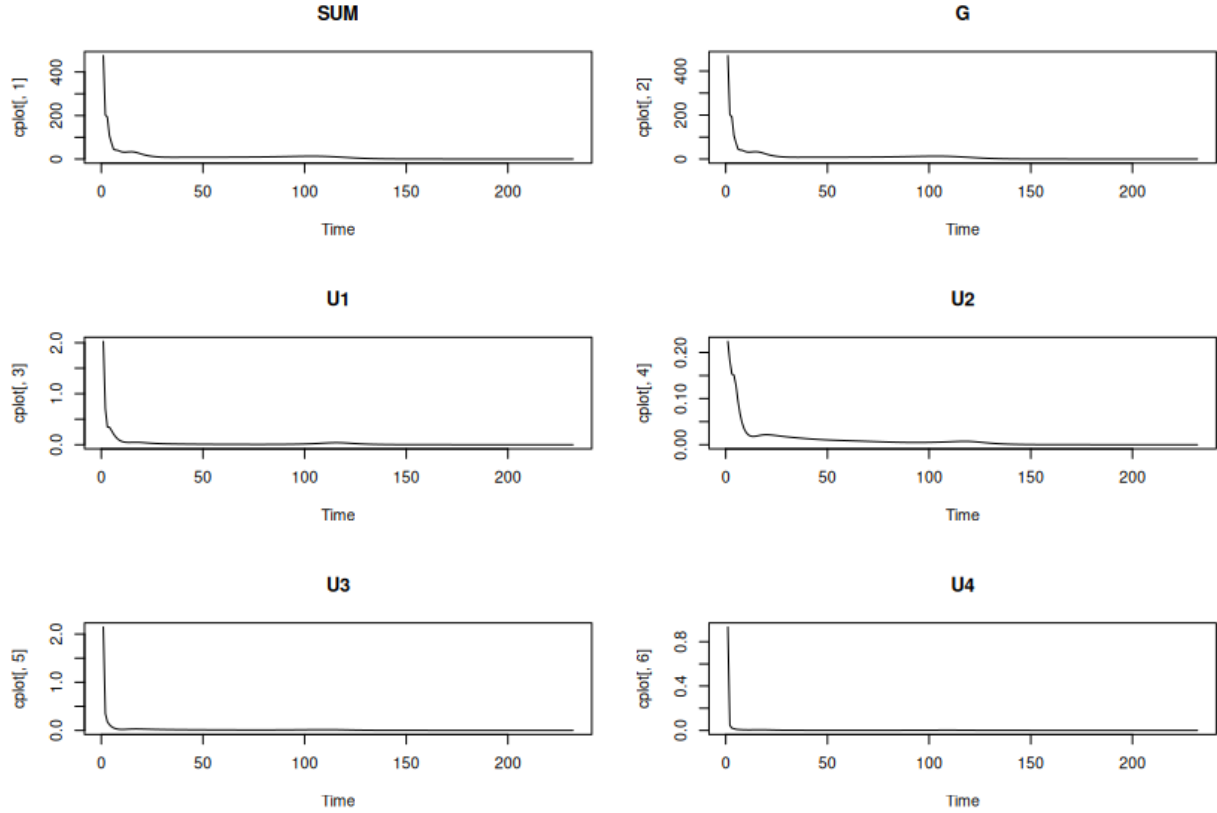 SUM
cplot[, 1]
400
200
0
0 50 100 150 200
Time
G
cplot[, 2]
400
200
0
0 50 100 150 200
Time
U1
cplot[, 3]
2.0
1.0
0.0
0 50 100 150 200
Time
U2
cplot[, 4]
0.20
0.10
0.00
0 50 100 150 200
Time
U3
cplot[, 5]
2.0
1.0
0.0
0 50 100 150 200
Time
U4
cplot[, 6]
0.8
0.4
0.0
0 50 100 150 200
Time